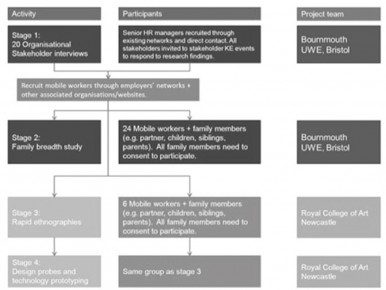 Activity
Participants
Project team
Stage 1:
20 Organisational
Stakeholder interviews
Senior HR managers recruited through
existing networks and direct contact. All
stakeholders invited to stakeholder KE events
to respond to research findings.
Bournmouth
UWE, Bristol
Recruit mobile workers through employers' networks +
other associated organisations/websites.
Stage 2:
Family breadth study
24 Mobile workers + family members
(e.g. partner, children, siblings,
parents). All family members need to
consent to participate.
Bournmouth
UWE, Bristol
Stage 3:
Rapid ethnographies
6 Mobile workers + family members
(e.g. partner, children, siblings,
parents). All family members need to
consent to participate.
Royal College of Art
Newcastle
Stage 4:
Design probes and
technology prototyping
Same group as stage 3
Royal College of Art
Newcastle